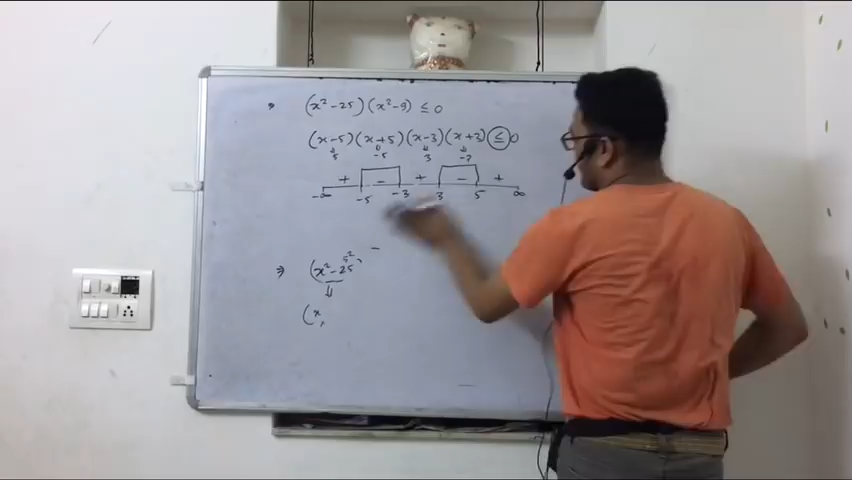 ⇒ (x²-25)(x²-9) ≤ 0
(x-5)(x+5)(x-3)(x+3) ≤ 0
⇓ ⇓ ⇓ ⇓
5 -5 3 -3
+ - + - +
-∞ -5 -3 3 5 ∞
⇒ (x²-25
5²
⇓
(x